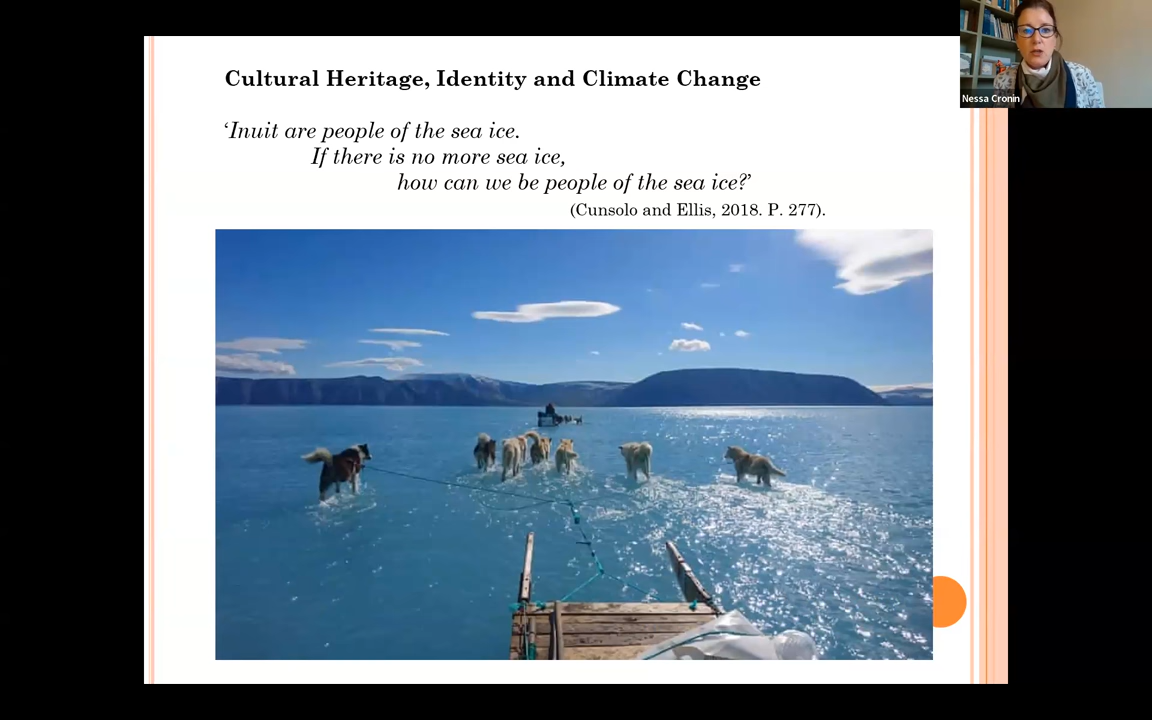 Cultural Heritage, Identity and Climate Change
‘Inuit are people of the sea ice.
If there is no more sea ice,
how can we be people of the sea ice?’
(Cunsolo and Ellis, 2018. P. 277).
Nessa Cronin